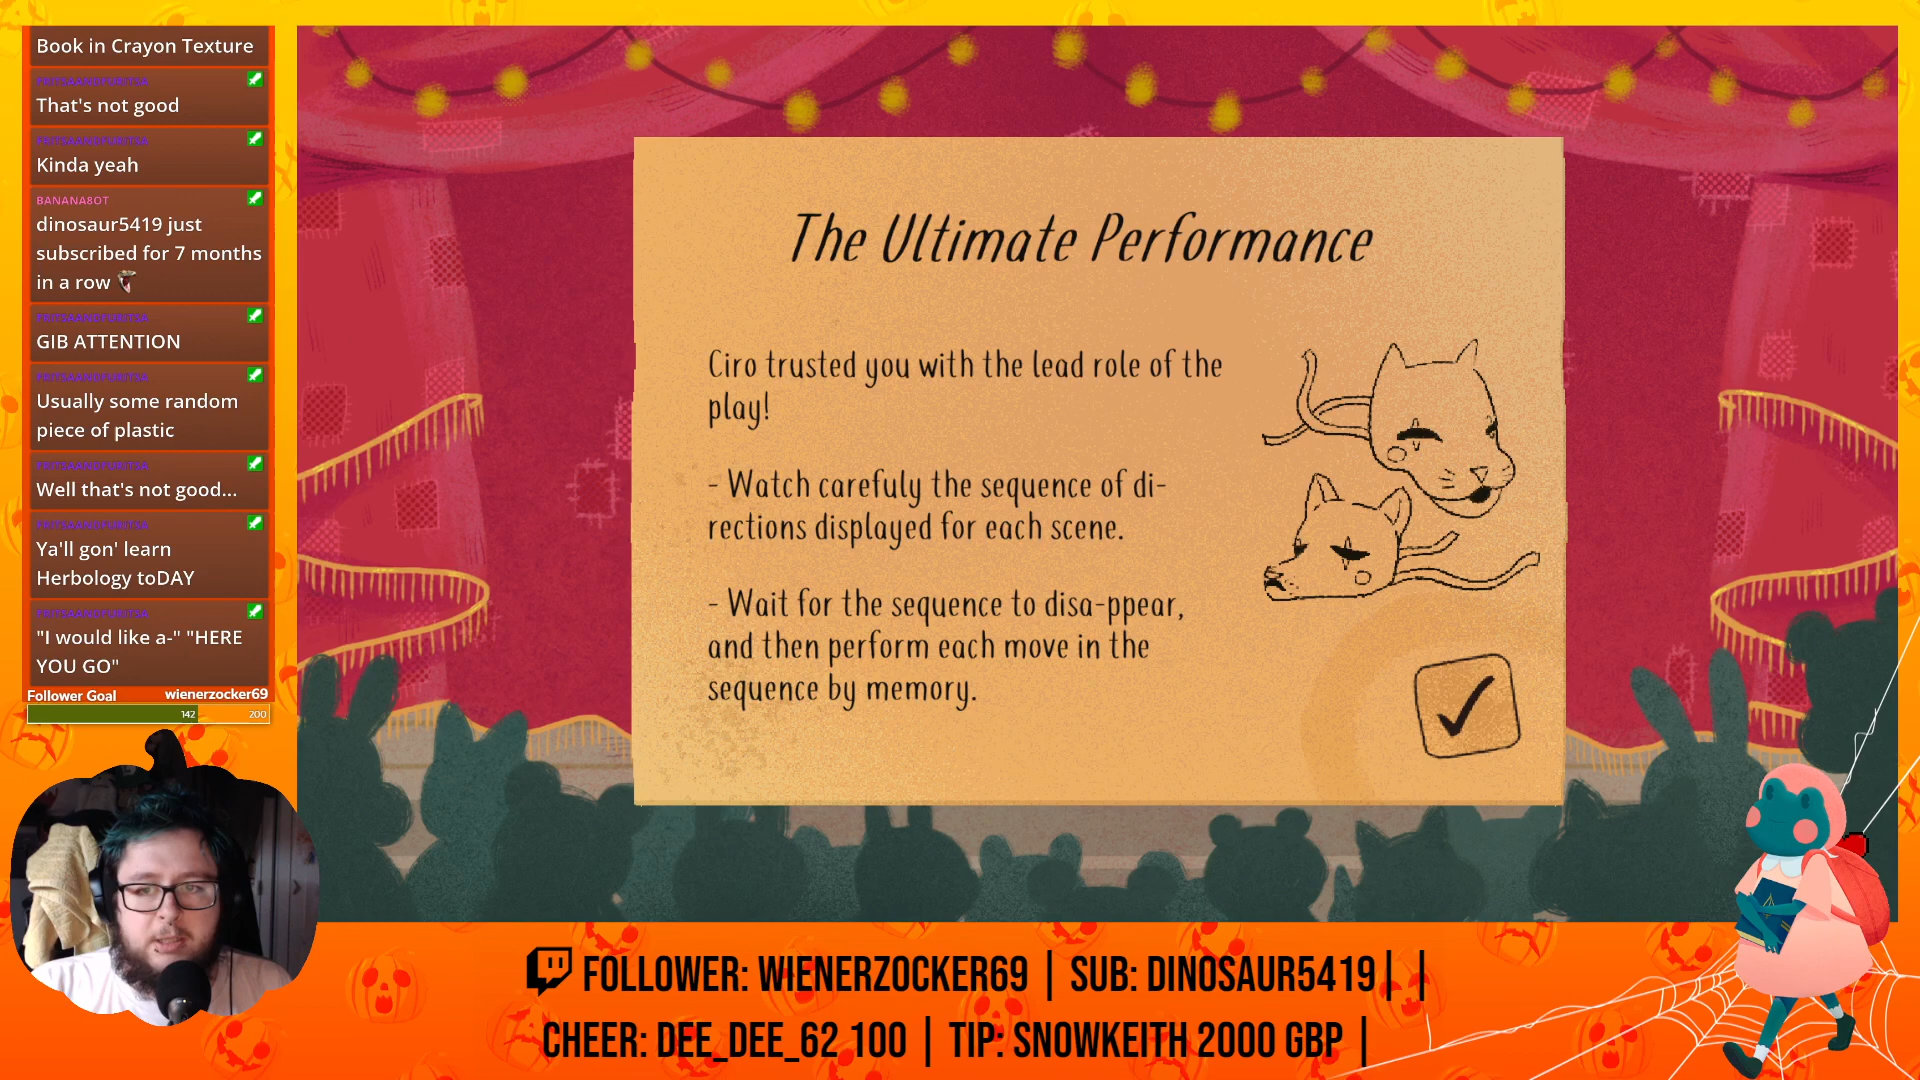 Book in Crayon Texture
That's not good
Kinda yeah
BANANA8OT
dinosaur5419 just
subscribed for 7 months
in a row
GIB ATTENTION
Usually some random
piece of plastic
Well that's not good...
Ya'll gon' learn
Herbology toDAY
"I would like a-" "HERE
YOU GO"
Follower Goal wienerzocker69
142 200
The Ultimate Performance
Ciro trusted you with the lead role of the
play!
- Watch carefuly the sequence of di-
rections displayed for each scene.
- Wait for the sequence to disa-ppear,
and then perform each move in the
sequence by memory.
FOLLOWER: WIENERZOCKER69 | SUB: DINOSAUR5419 | |
CHEER: DEE_DEE_62 100 | TIP: SNOWKEITH 2000 GBP |